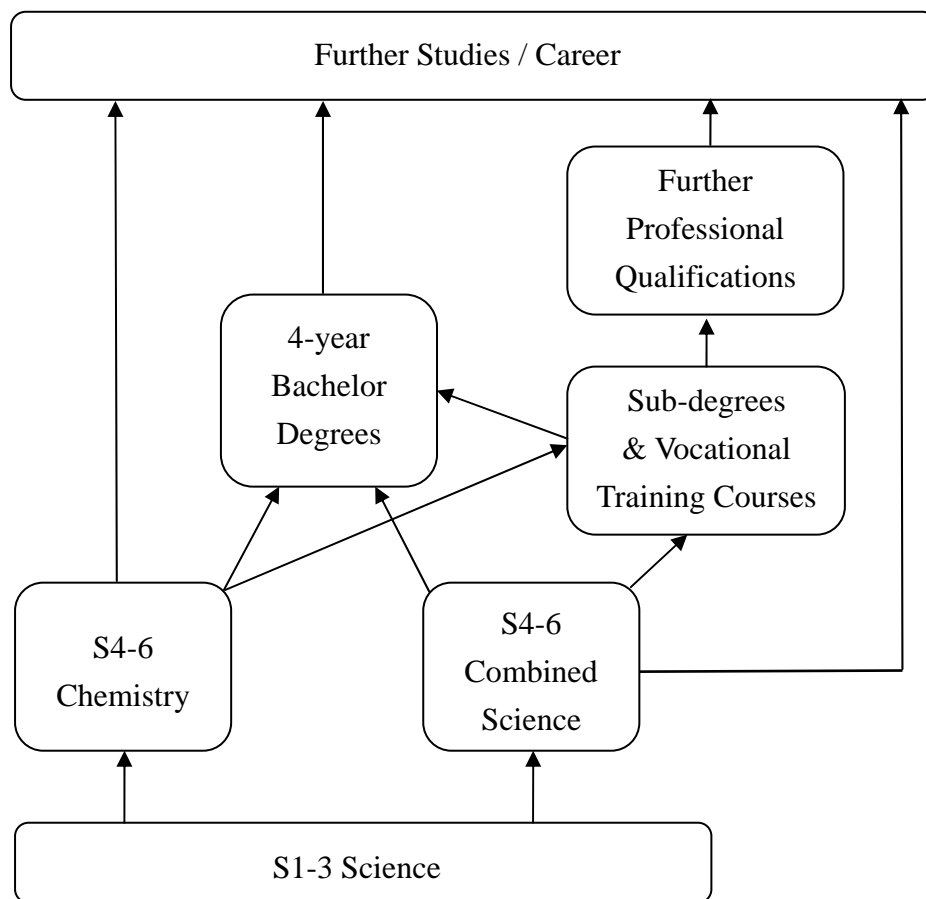 Further Studies / Career
Further
Professional
Qualifications
4-year
Bachelor
Degrees
Sub-degrees
& Vocational
Training Courses
S4-6
Chemistry
S4-6
Combined
Science
S1-3 Science